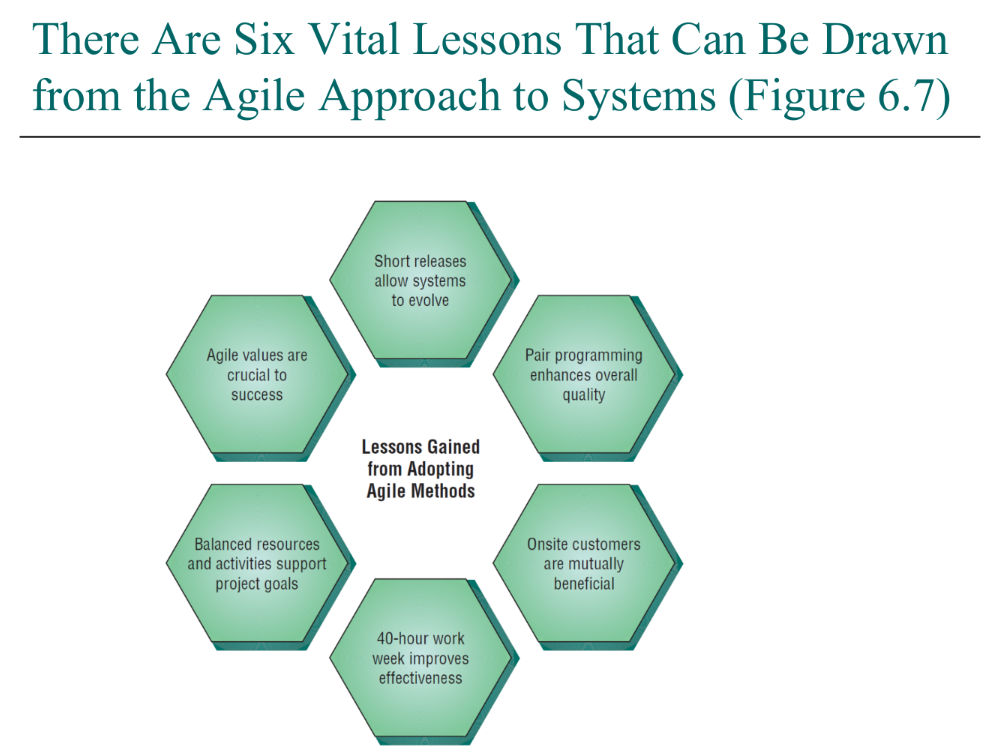 There Are Six Vital Lessons That Can Be Drawn
from the Agile Approach to Systems (Figure 6.7)
Short releases
allow systems
to evolve
Agile values are
crucial to
success
Pair programming
enhances overall
quality
Lessons Gained
from Adopting
Agile Methods
Balanced resources
and activities support
project goals
Onsite customers
are mutually
beneficial
40-hour work
week improves
effectiveness